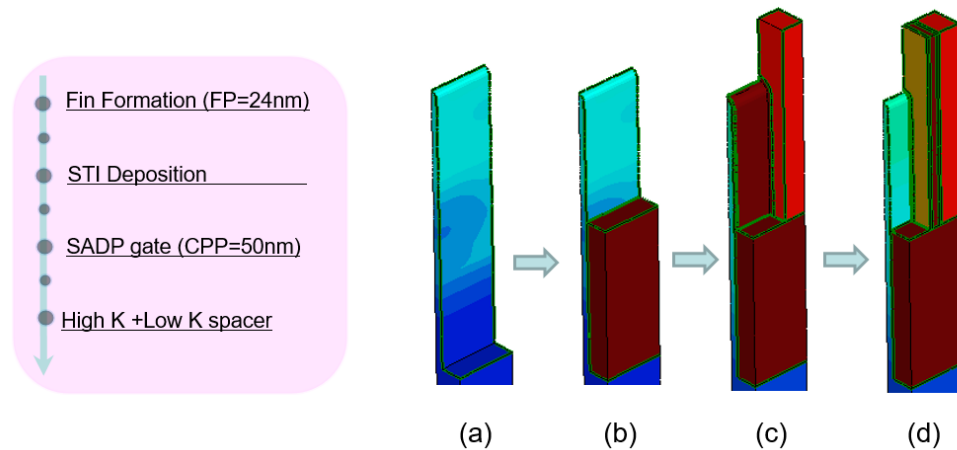 Fin Formation (FP=24nm)
STI Deposition
SADP gate (CPP=50nm)
High K +Low K spacer
(a)
(b)
(c)
(d)